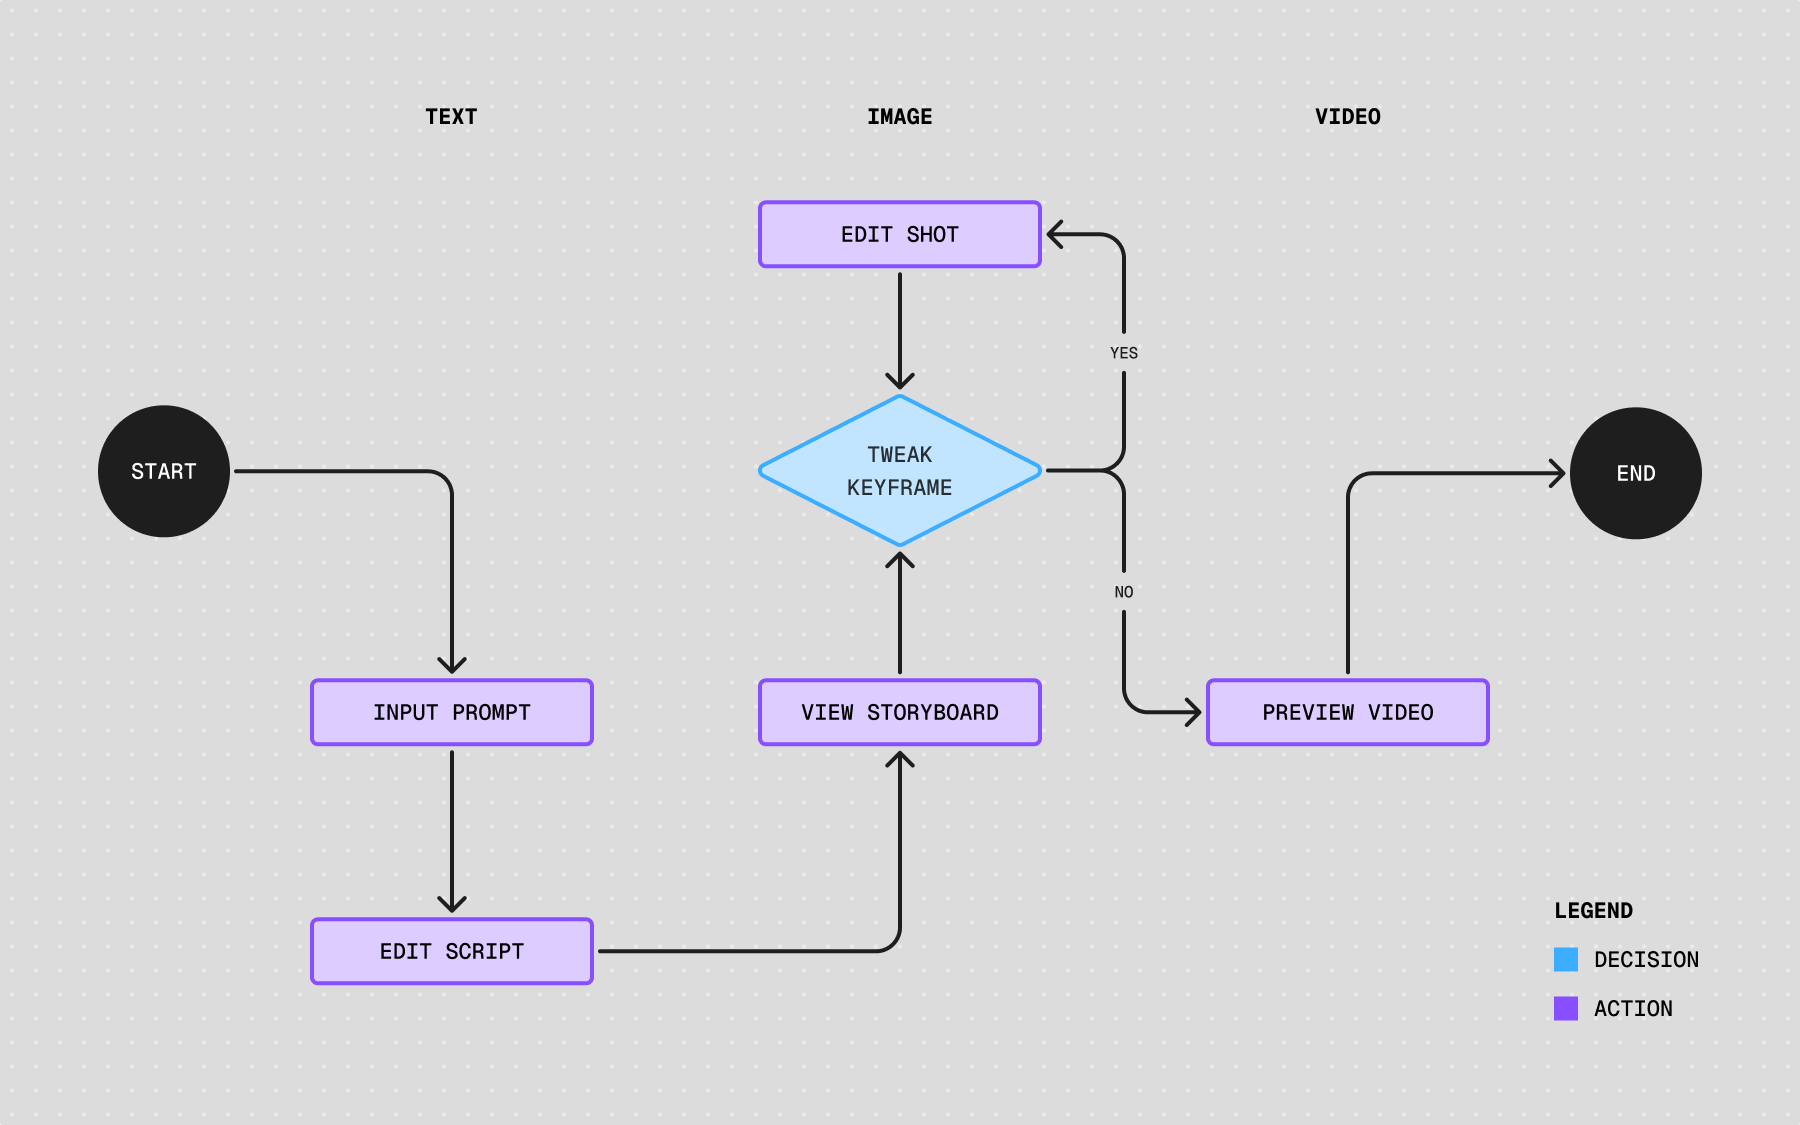 TEXT
IMAGE
VIDEO
EDIT SHOT
YES
START
TWEAK
KEYFRAME
END
NO
INPUT PROMPT
VIEW STORYBOARD
PREVIEW VIDEO
EDIT SCRIPT
LEGEND
DECISION
ACTION